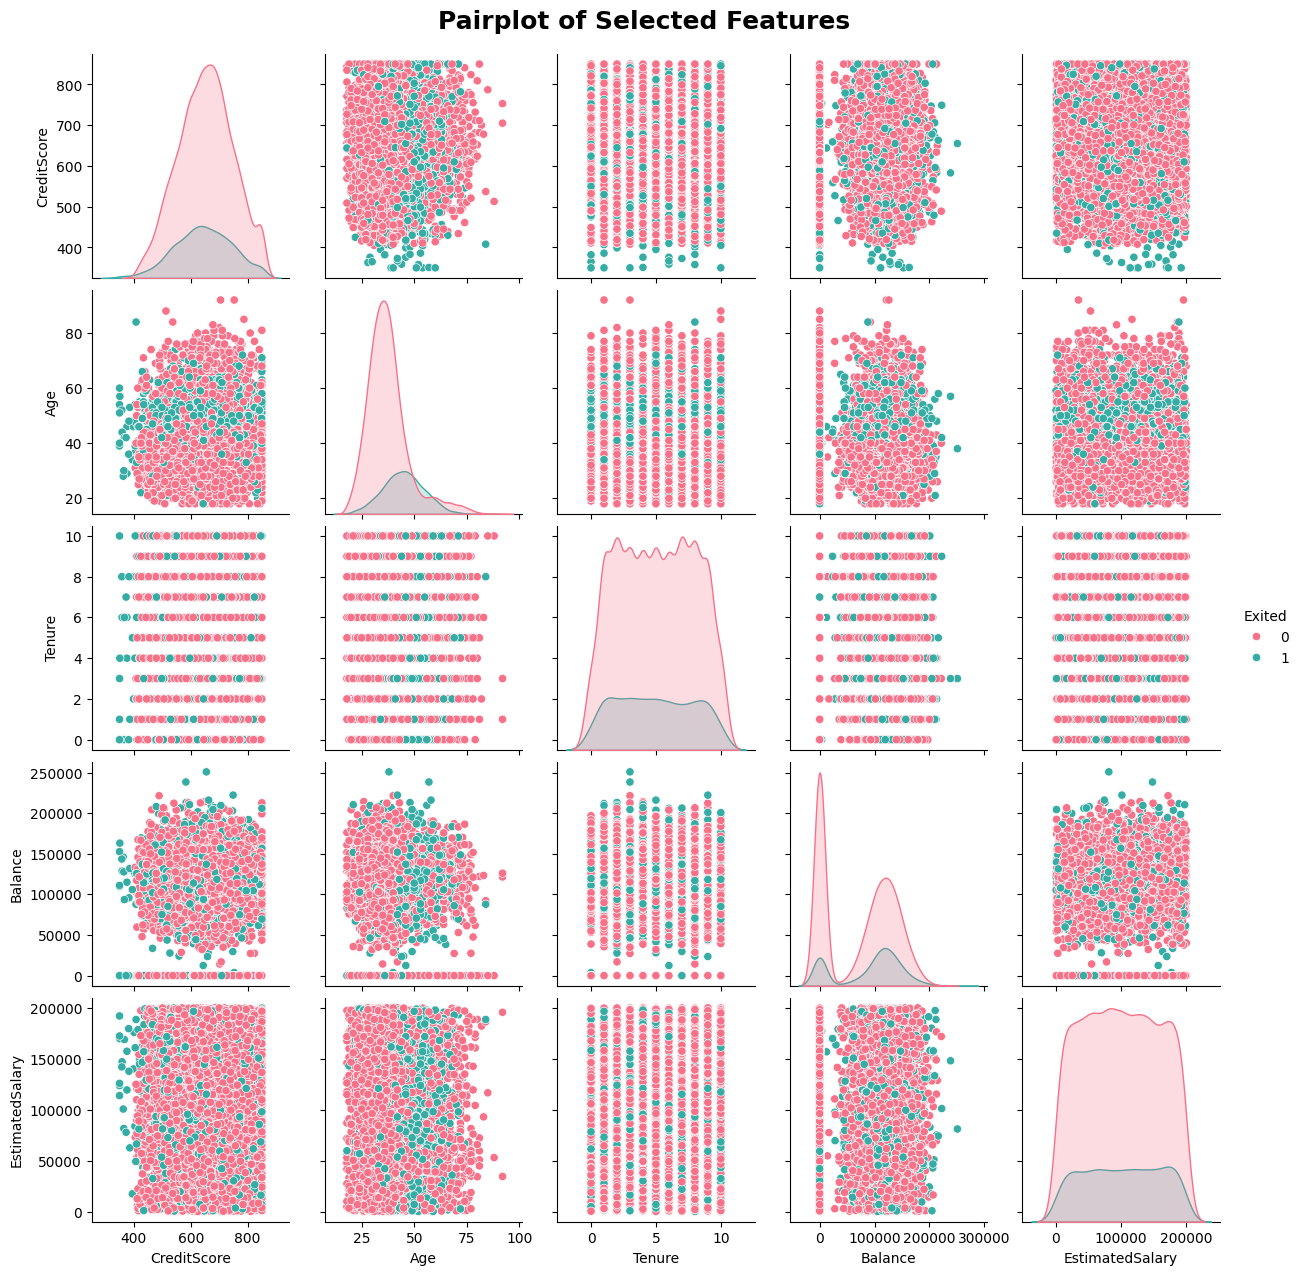 Pairplot of Selected Features
800
700
600
500
400
CreditScore
80
60
40
20
Age
10
8
6
4
2
0
Tenure
250000
200000
150000
100000
50000
0
Balance
200000
150000
100000
50000
0
EstimatedSalary
400 600 800
CreditScore
25 50 75 100
Age
0 5 10
Tenure
0 100000 200000 300000
Balance
0 100000 200000
EstimatedSalary
Exited
0
1